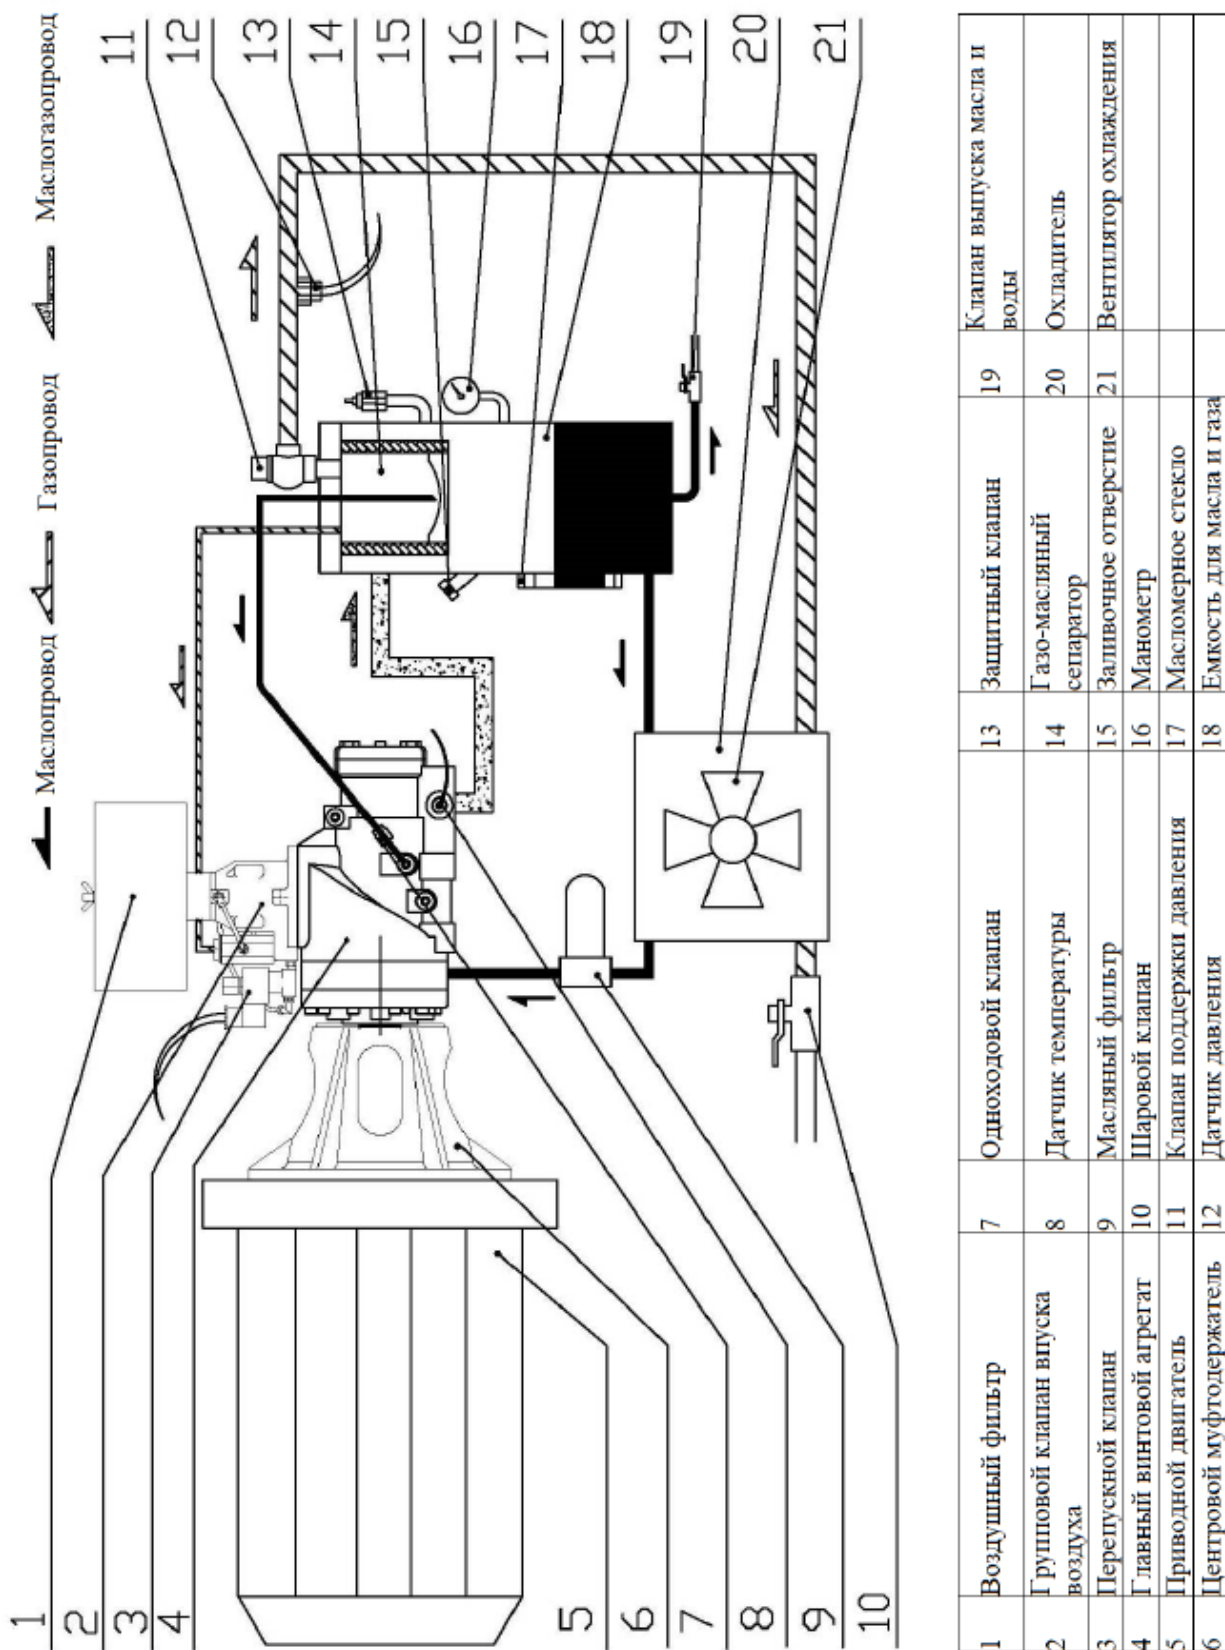 Маслопровод Газопровод Маслогазопровод
11
12
13
14
15
16
17
18
19
20
21
1
2
3
4
5
6
7
8
9
10
1 Воздушный фильтр 7 Одноходовой клапан 13 Защитный клапан 19 Клапан выпуска масла и
воды
2 Групповой клапан впуска 8 Датчик температуры 14 Газо-масляный 20 Охладитель
воздуха сепаратор
3 Перепускной клапан 9 Масляный фильтр 15 Заливочное отверстие 21 Вентилятор охлаждения
4 Главный винтовой агрегат 10 Шаровой клапан 16 Манометр
5 Приводной двигатель 11 Клапан поддержки давления 17 Масломерное стекло
6 Центровой муфтодержатель 12 Датчик давления 18 Емкость для масла и газа